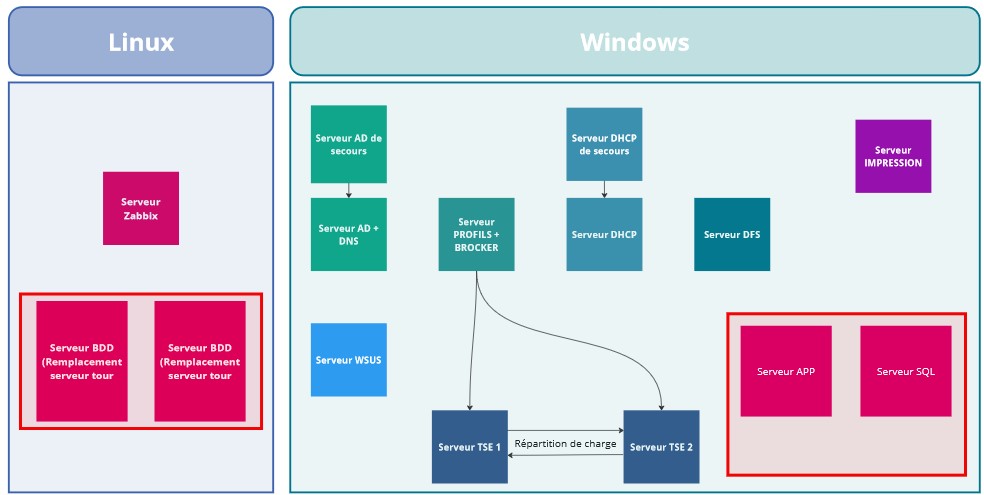 Linux
Windows
Serveur
Zabbix
Serveur BDD
(Remplacement
serveur tour
Serveur BDD
(Remplacement
serveur tour
Serveur AD de
secours
Serveur DHCP
de secours
Serveur
IMPRESSION
Serveur AD +
DNS
Serveur
PROFILS +
BROCKER
Serveur DHCP
Serveur DFS
Serveur WSUS
Serveur APP
Serveur SQL
Serveur TSE 1
Répartition de charge
Serveur TSE 2